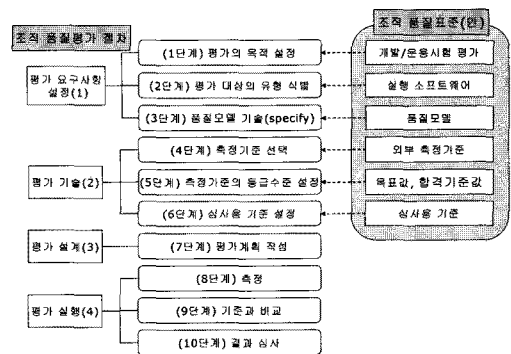 조직 품질평가 절차
조직 품질표준(안)
평가 요구사항
설정(1)
(1단계) 평가의 목적 설정
개발/운용시험 평가
(2단계) 평가 대상의 유형 식별
실행 소프트웨어
(3단계) 품질모델 기술(specify)
품질모델
평가 기술(2)
(4단계) 측정기준 선택
외부 측정기준
(5단계) 측정기준의 등급수준 설정
목표값, 합격기준값
(6단계) 심사용 기준 설정
심사용 기준
평가 설계(3)
(7단계) 평가계획 작성
평가 실행(4)
(8단계) 측정
(9단계) 기준과 비교
(10단계) 결과 심사